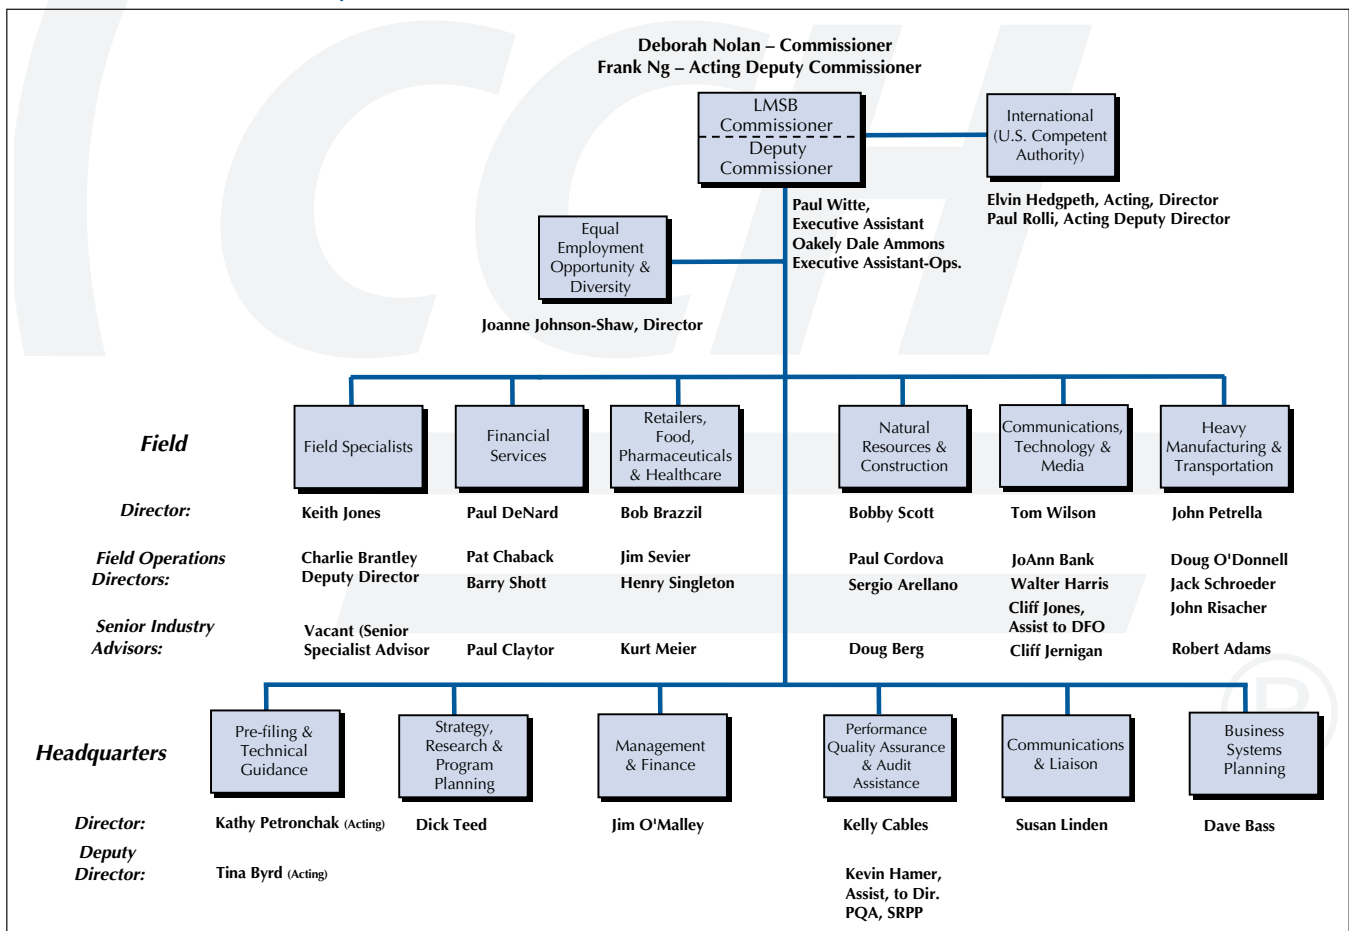 CCH
®
Deborah Nolan – Commissioner
Frank Ng – Acting Deputy Commissioner
LMSB
Commissioner
Deputy
Commissioner
International
(U.S. Competent
Authority)
Elvin Hedgpeth, Acting, Director
Paul Rolli, Acting Deputy Director
Paul Witte,
Executive Assistant
Oakely Dale Ammons
Executive Assistant-Ops.
Equal
Employment
Opportunity &
Diversity
Joanne Johnson-Shaw, Director
Field
Field Specialists
Financial
Services
Retailers,
Food,
Pharmaceuticals
& Healthcare
Natural
Resources &
Construction
Communications,
Technology &
Media
Heavy
Manufacturing &
Transportation
Director:
Keith Jones
Paul DeNard
Bob Brazzil
Bobby Scott
Tom Wilson
John Petrella
Field Operations
Directors:
Charlie Brantley
Deputy Director
Pat Chaback
Barry Shott
Jim Sevier
Henry Singleton
Paul Cordova
Sergio Arellano
JoAnn Bank
Walter Harris
Cliff Jones,
Assist to DFO
Doug O'Donnell
Jack Schroeder
John Risacher
Senior Industry
Advisors:
Vacant (Senior
Specialist Advisor
Paul Claytor
Kurt Meier
Doug Berg
Cliff Jernigan
Robert Adams
Headquarters
Pre-filing &
Technical
Guidance
Strategy,
Research &
Program
Planning
Management
& Finance
Performance
Quality Assurance
& Audit
Assistance
Communications
& Liaison
Business
Systems
Planning
Director:
Kathy Petronchak (Acting)
Dick Teed
Jim O'Malley
Kelly Cables
Susan Linden
Dave Bass
Deputy
Director:
Tina Byrd (Acting)
Kevin Hamer,
Assist, to Dir.
PQA, SRPP